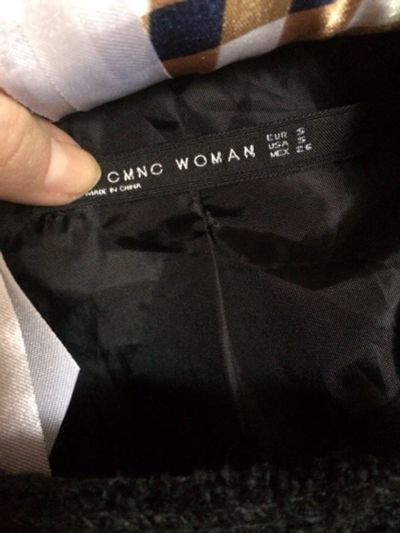 CMNC WOMAN
MADE IN CHINA
EUR S
USA S
MEX 26